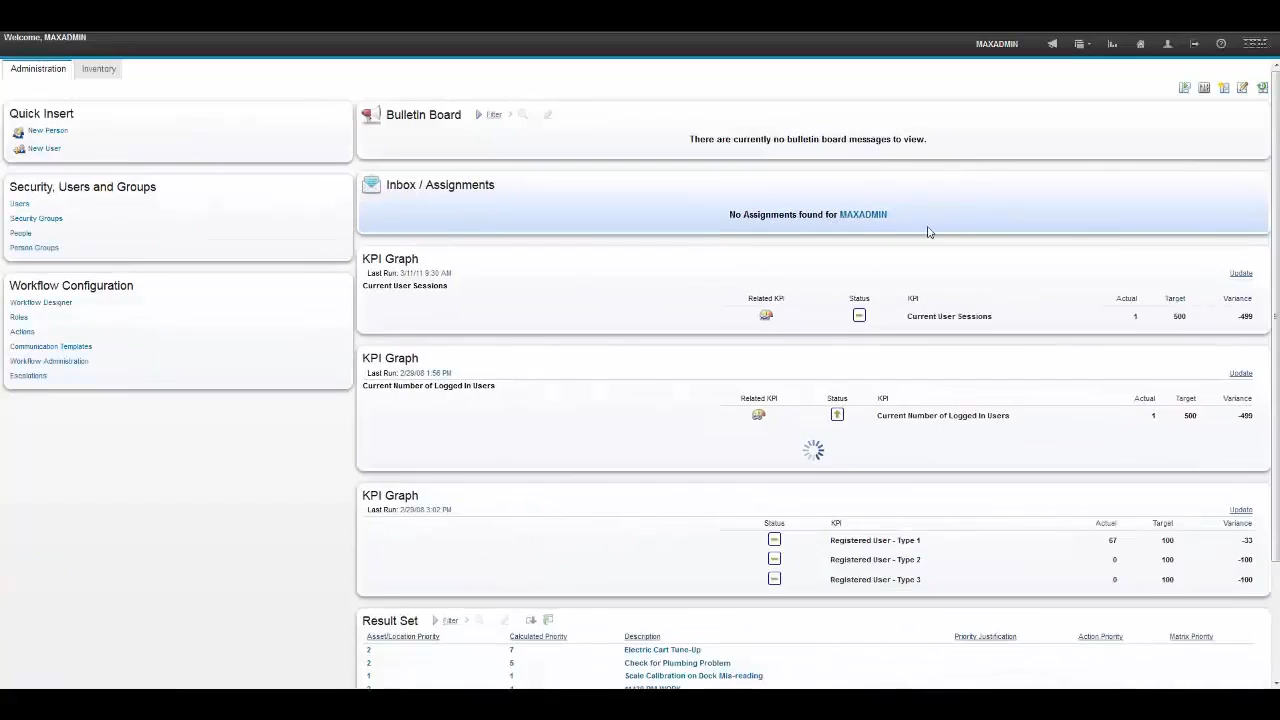 Welcome, MAXADMIN
MAXADMIN
IBM
Administration
Inventory
Quick Insert
New Person
New User
Security, Users and Groups
Users
Security Groups
People
Person Groups
Workflow Configuration
Workflow Designer
Roles
Actions
Communication Templates
Workflow Administration
Escalations
Bulletin Board Filter
There are currently no bulletin board messages to view.
Inbox / Assignments
No Assignments found for MAXADMIN
KPI Graph
Last Run: 3/11/11 9:30 AM Update
Current User Sessions
Related KPI Status KPI Actual Target Variance
Current User Sessions 1 500 -499
KPI Graph
Last Run: 2/29/08 1:56 PM Update
Current Number of Logged In Users
Related KPI Status KPI Actual Target Variance
Current Number of Logged In Users 1 500 -499
KPI Graph
Last Run: 2/29/08 3:02 PM Update
Status KPI Actual Target Variance
Registered User - Type 1 67 100 -33
Registered User - Type 2 0 100 -100
Registered User - Type 3 0 100 -100
Result Set Filter
Asset/Location Priority Calculated Priority Description Priority Justification Action Priority Matrix Priority
2 7 Electric Cart Tune-Up
2 5 Check for Plumbing Problem
1 1 Scale Calibration on Dock Mis-reading